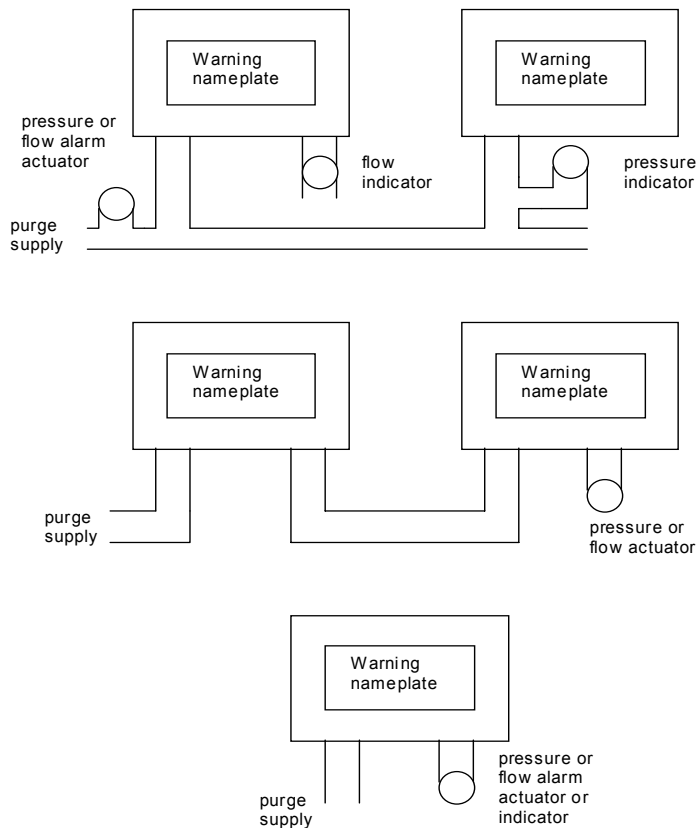 Warning
nameplate
Warning
nameplate
pressure or
flow alarm
actuator
flow
indicator
pressure
indicator
purge
supply
Warning
nameplate
Warning
nameplate
purge
supply
pressure or
flow actuator
Warning
nameplate
pressure or
flow alarm
actuator or
indicator
purge
supply